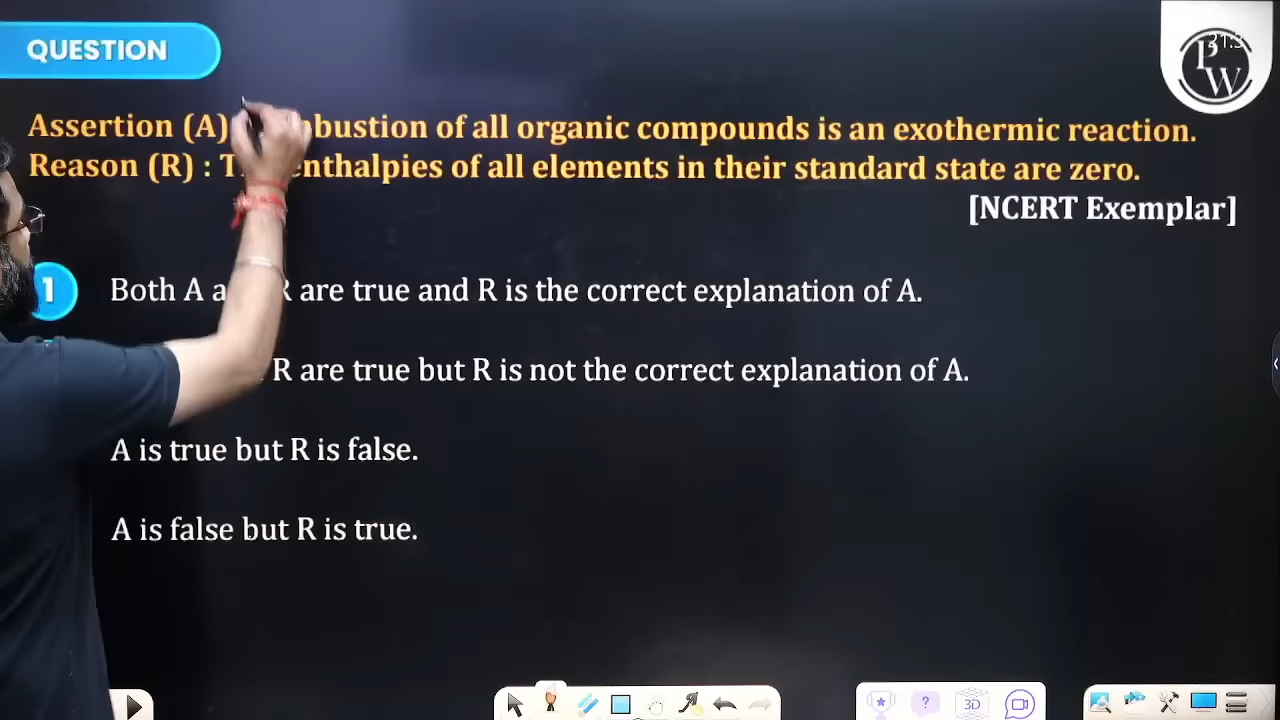 QUESTION
Assertion (A) of all organic compounds is an exothermic reaction.
Reason (R) : of all elements in their standard state are zero.
[NCERT Exemplar]
1 Both A R are true and R is the correct explanation of A.
R are true but R is not the correct explanation of A.
A is true but R is false.
A is false but R is true.
PW
3D